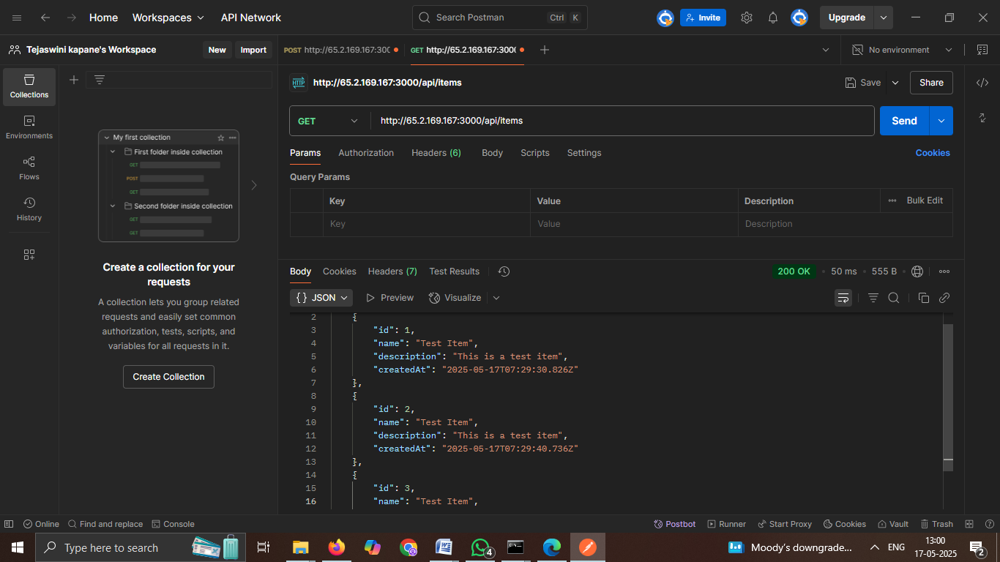 Home Workspaces API Network Search Postman Ctrl K Invite Upgrade
Tejaswini kapane's Workspace New Import POST http://65.2.169.167:300 GET http://65.2.169.167:3000 No environment
Collections
Environments
Flows
History
My first collection
First folder inside collection
GET
POST
GET
Second folder inside collection
GET
GET
Create a collection for your
requests
A collection lets you group related
requests and easily set common
authorization, tests, scripts, and
variables for all requests in it.
Create Collection
HTTP http://65.2.169.167:3000/api/items Save Share
GET http://65.2.169.167:3000/api/items Send
Params Authorization Headers (6) Body Scripts Settings Cookies
Query Params
Key Value Description Bulk Edit
Key Value Description
Body Cookies Headers (7) Test Results 200 OK 50 ms 555 B
{} JSON Preview Visualize
2 {
3 "id": 1,
4 "name": "Test Item",
5 "description": "This is a test item",
6 "createdAt": "2025-05-17T07:29:30.826Z"
7 },
8 {
9 "id": 2,
10 "name": "Test Item",
11 "description": "This is a test item",
12 "createdAt": "2025-05-17T07:29:40.736Z"
13 },
14 {
15 "id": 3,
16 "name": "Test Item",
Online Find and replace Console Postbot Runner Start Proxy Cookies Vault Trash
Type here to search 4 Moody's downgrade... ENG 13:00
17-05-2025 2